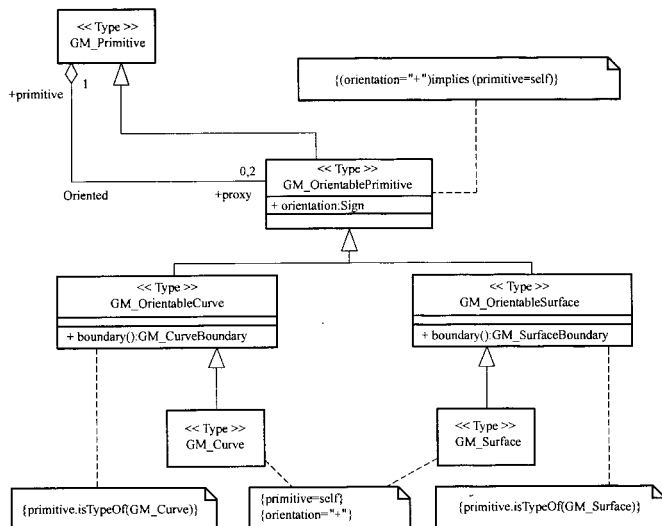 << Type >>
GM_Primitive
+primitive
1
{(orientation="+")implies (primitive=self)}
0,2
Oriented
+proxy
<< Type >>
GM_OrientablePrimitive
+ orientation:Sign
<< Type >>
GM_OrientableCurve
+ boundary():GM_CurveBoundary
<< Type >>
GM_OrientableSurface
+ boundary():GM_SurfaceBoundary
<< Type >>
GM_Curve
<< Type >>
GM_Surface
{primitive.isTypeOf(GM_Curve)}
{primitive=self}
{orientation="+"}
{primitive.isTypeOf(GM_Surface)}